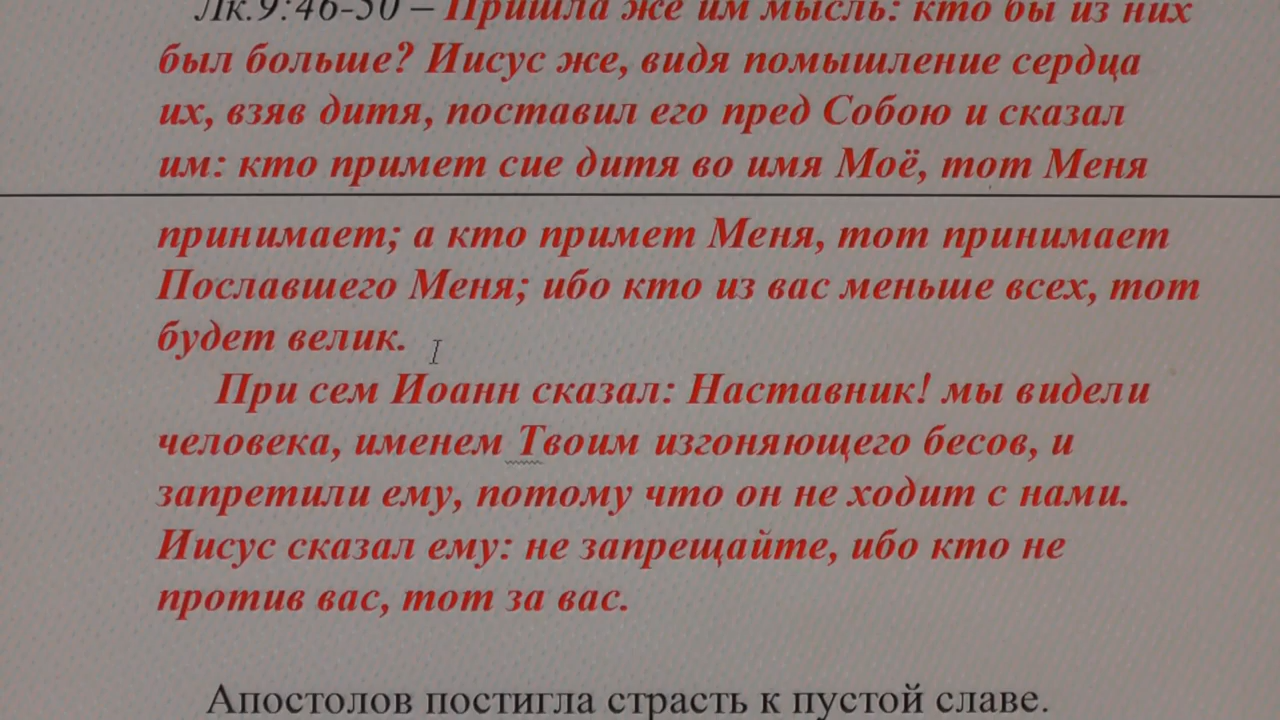 Лк.9:46-50 – Пришла же им мысль: кто бы из них
был больше? Иисус же, видя помышление сердца
их, взяв дитя, поставил его пред Собою и сказал
им: кто примет сие дитя во имя Моё, тот Меня
принимает; а кто примет Меня, тот принимает
Пославшего Меня; ибо кто из вас меньше всех, тот
будет велик.
При сем Иоанн сказал: Наставник! мы видели
человека, именем Твоим изгоняющего бесов, и
запретили ему, потому что он не ходит с нами.
Иисус сказал ему: не запрещайте, ибо кто не
против вас, тот за вас.
Апостолов постигла страсть к пустой славе.